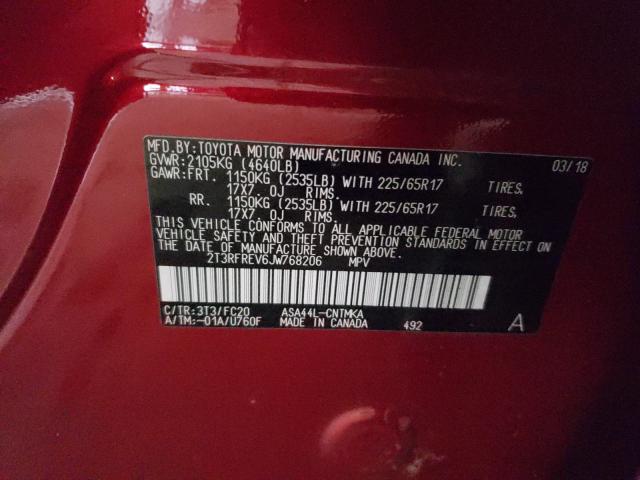 MFD.BY:TOYOTA MOTOR MANUFACTURING CANADA INC. 03/18
GVWR:2105KG (4640LB)
GAWR:FRT. 1150KG (2535LB) WITH 225/65R17 TIRES,
17X7 0J RIMS.
RR. 1150KG (2535LB) WITH 225/65R17 TIRES,
17X7 0J RIMS.
THIS VEHICLE CONFORMS TO ALL APPLICABLE FEDERAL MOTOR
VEHICLE SAFETY AND THEFT PREVENTION STANDARDS IN EFFECT ON
THE DATE OF MANUFACTURE SHOWN ABOVE.
2T3RFREV6JW768206 MPV
C/TR:3T3/FC20 ASA44L-CNTMKA
A/TM:-01A/U760F MADE IN CANADA 492 A